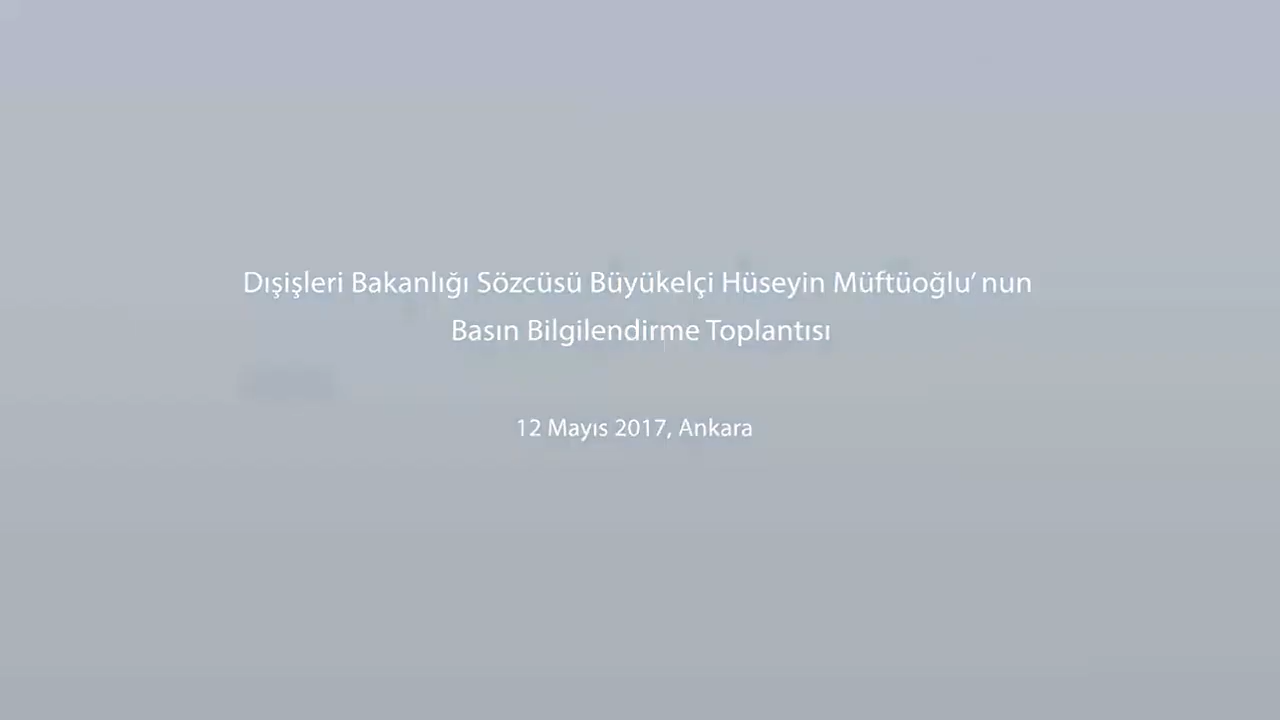 Dışişleri Bakanlığı Sözcüsü Büyükelçi Hüseyin Müftüoğlu’ nun
Basın Bilgilendirme Toplantısı
12 Mayıs 2017, Ankara